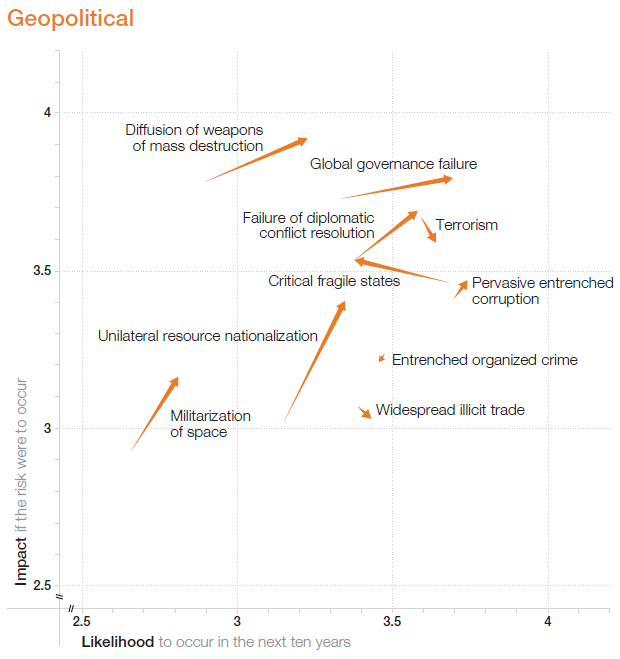 Geopolitical
4
Diffusion of weapons
of mass destruction
Global governance failure
Failure of diplomatic
conflict resolution
Terrorism
3.5
Critical fragile states
Pervasive entrenched
corruption
Unilateral resource nationalization
Entrenched organized crime
Militarization
of space
Widespread illicit trade
3
2.5
Impact if the risk were to occur
2.5 3 3.5 4
Likelihood to occur in the next ten years